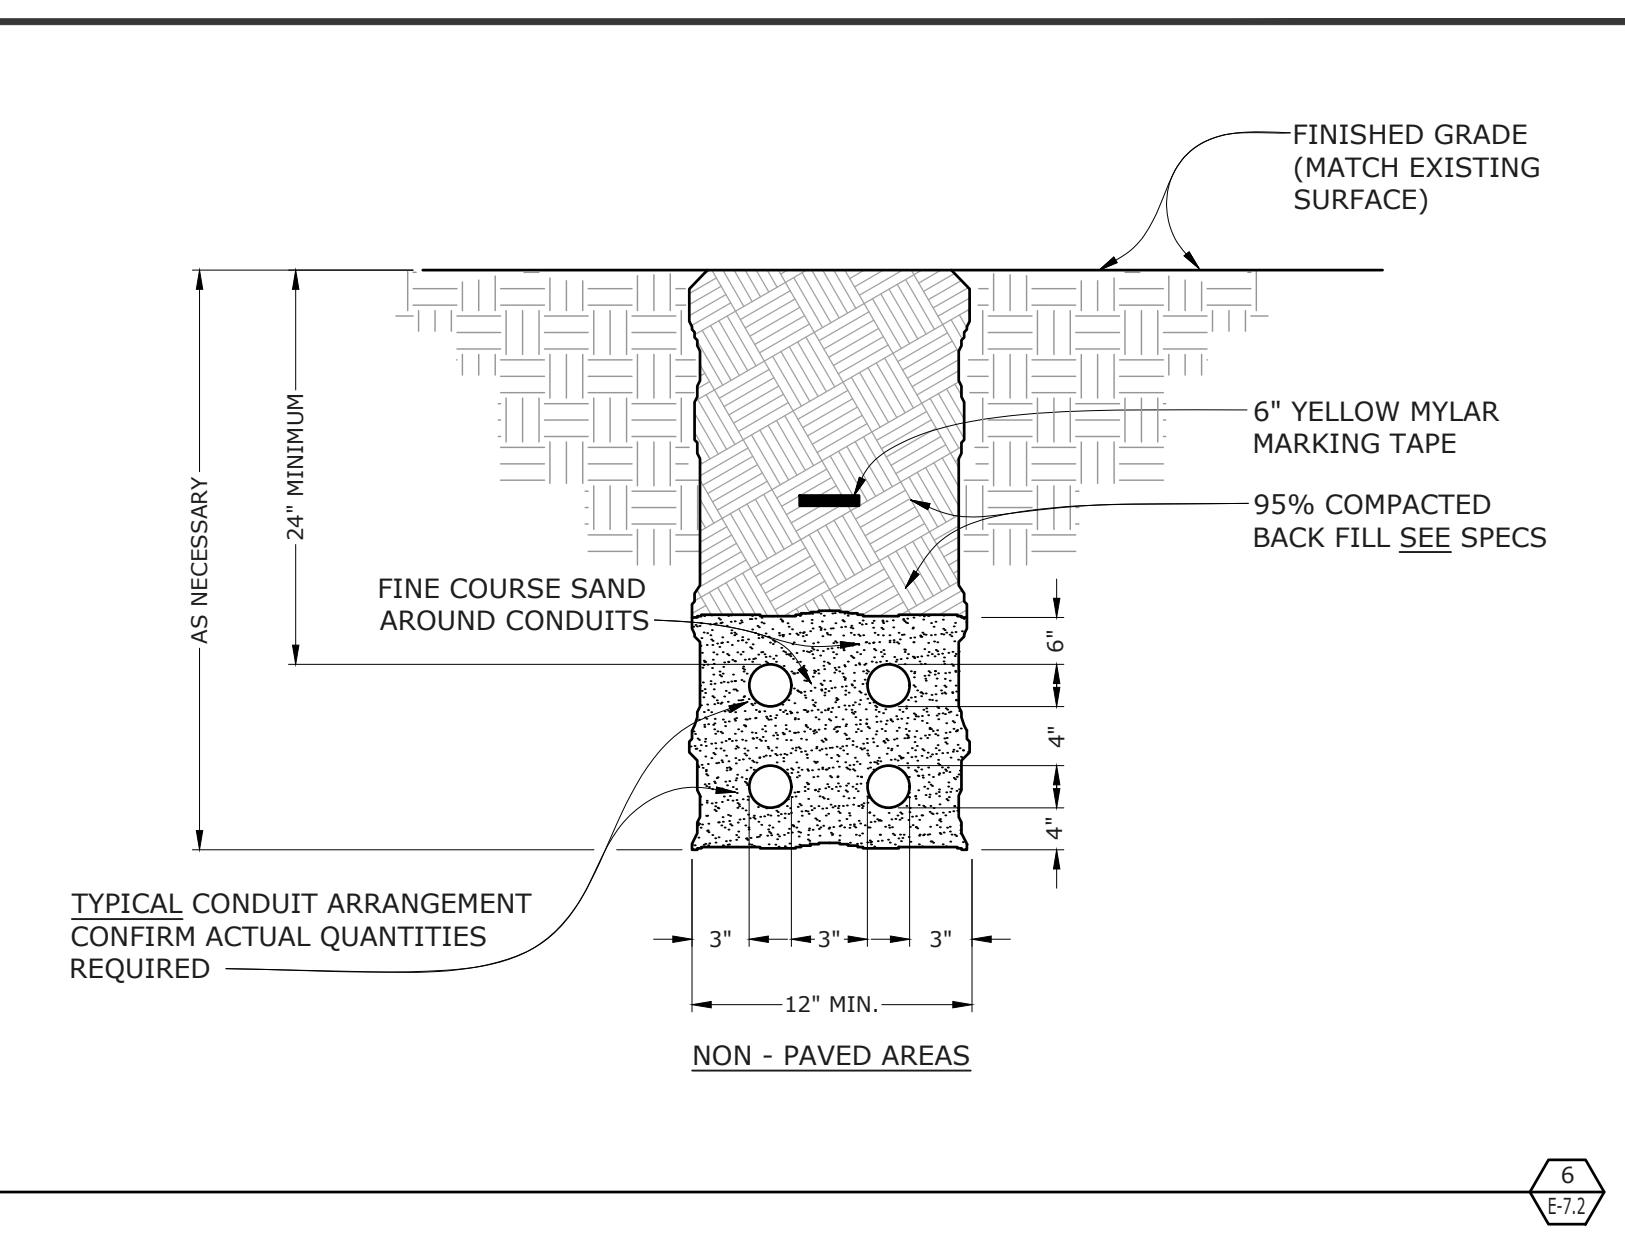 FINISHED GRADE
(MATCH EXISTING
SURFACE)
6" YELLOW MYLAR
MARKING TAPE
95% COMPACTED
BACK FILL SEE SPECS
24" MINIMUM
AS NECESSARY
FINE COURSE SAND
AROUND CONDUITS
6"
4"
4"
TYPICAL CONDUIT ARRANGEMENT
CONFIRM ACTUAL QUANTITIES
REQUIRED
3" 3" 3"
12" MIN.
NON - PAVED AREAS
6
E-7.2